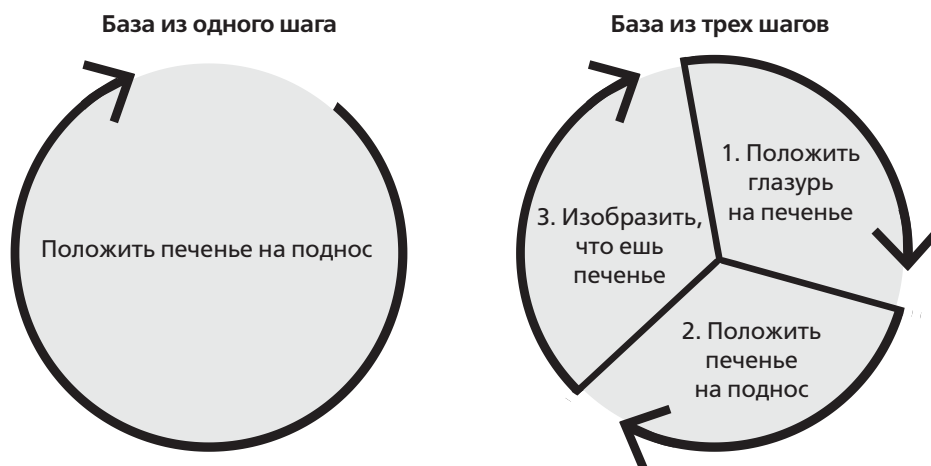 База из одного шага
Положить печенье на поднос
База из трех шагов
1. Положить
глазурь
на печенье
2. Положить
печенье
на поднос
3. Изобразить,
что ешь
печенье